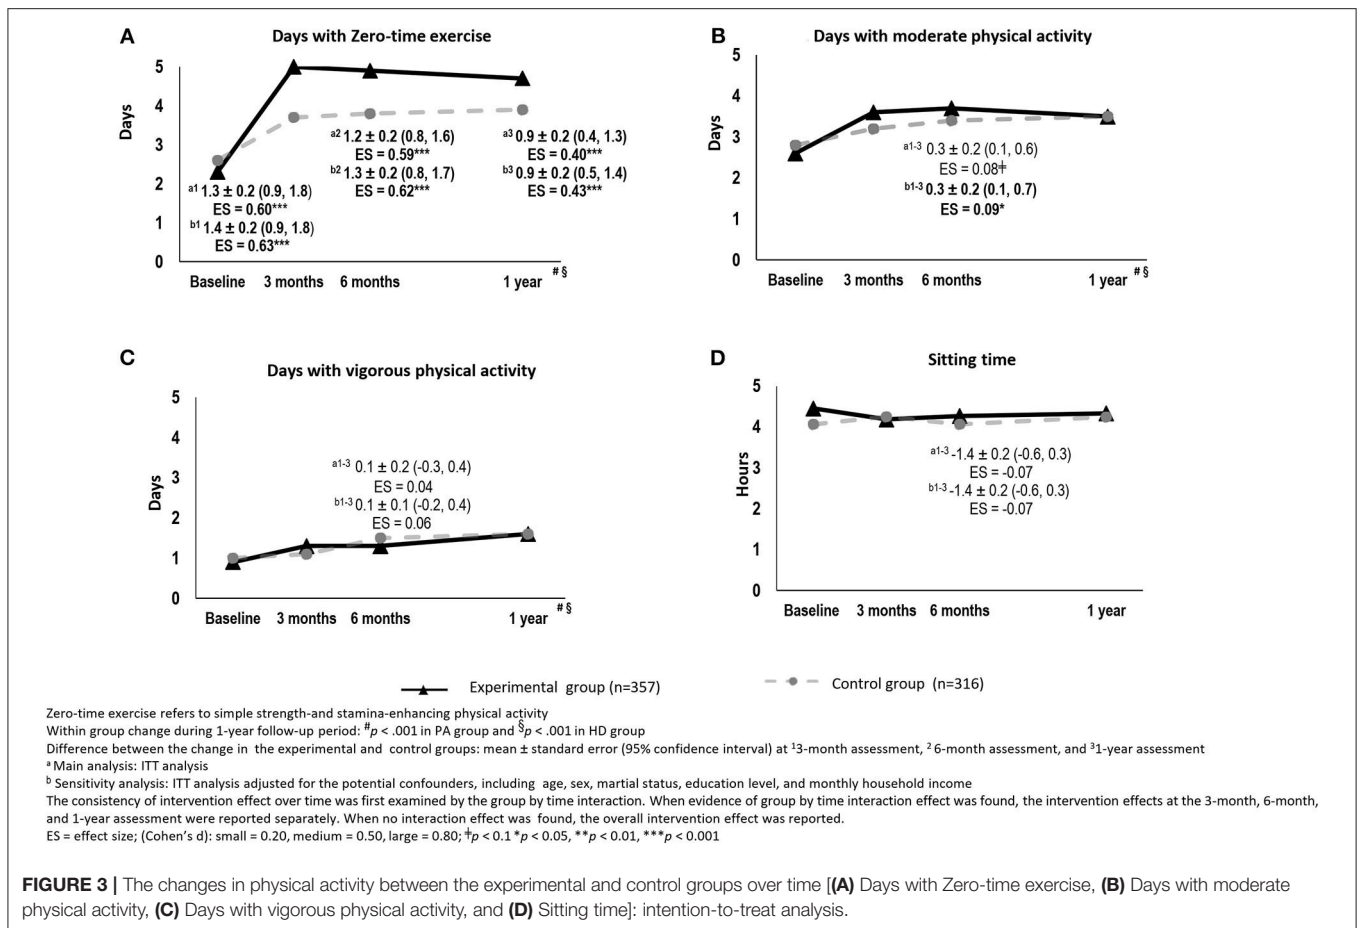 A
Days with Zero-time exercise
5
4
3
2
1
0
Days
a2 1.2 ± 0.2 (0.8, 1.6)
ES = 0.59***
b2 1.3 ± 0.2 (0.8, 1.7)
ES = 0.62***
a3 0.9 ± 0.2 (0.4, 1.3)
ES = 0.40***
b3 0.9 ± 0.2 (0.5, 1.4)
ES = 0.43***
a1 1.3 ± 0.2 (0.9, 1.8)
ES = 0.60***
b1 1.4 ± 0.2 (0.9, 1.8)
ES = 0.63***
Baseline 3 months 6 months 1 year # §
B
Days with moderate physical activity
5
4
3
2
1
0
Days
a1-3 0.3 ± 0.2 (0.1, 0.6)
ES = 0.08ǂ
b1-3 0.3 ± 0.2 (0.1, 0.7)
ES = 0.09*
Baseline 3 months 6 months 1 year # §
C
Days with vigorous physical activity
5
4
3
2
1
0
Days
a1-3 0.1 ± 0.2 (-0.3, 0.4)
ES = 0.04
b1-3 0.1 ± 0.1 (-0.2, 0.4)
ES = 0.06
Baseline 3 months 6 months 1 year # §
D
Sitting time
5
4
3
2
1
0
Hours
a1-3 -1.4 ± 0.2 (-0.6, 0.3)
ES = -0.07
b1-3 -1.4 ± 0.2 (-0.6, 0.3)
ES = -0.07
Baseline 3 months 6 months 1 year
Experimental group (n=357)
Control group (n=316)
Zero-time exercise refers to simple strength-and stamina-enhancing physical activity
Within group change during 1-year follow-up period: #p < .001 in PA group and §p < .001 in HD group
Difference between the change in the experimental and control groups: mean ± standard error (95% confidence interval) at 13-month assessment, 2 6-month assessment, and 31-year assessment
a Main analysis: ITT analysis
b Sensitivity analysis: ITT analysis adjusted for the potential confounders, including age, sex, martial status, education level, and monthly household income
The consistency of intervention effect over time was first examined by the group by time interaction. When evidence of group by time interaction effect was found, the intervention effects at the 3-month, 6-month,
and 1-year assessment were reported separately. When no interaction effect was found, the overall intervention effect was reported.
ES = effect size; (Cohen's d): small = 0.20, medium = 0.50, large = 0.80; ǂp < 0.1 *p < 0.05, **p < 0.01, ***p < 0.001
FIGURE 3 | The changes in physical activity between the experimental and control groups over time [(A) Days with Zero-time exercise, (B) Days with moderate
physical activity, (C) Days with vigorous physical activity, and (D) Sitting time]: intention-to-treat analysis.